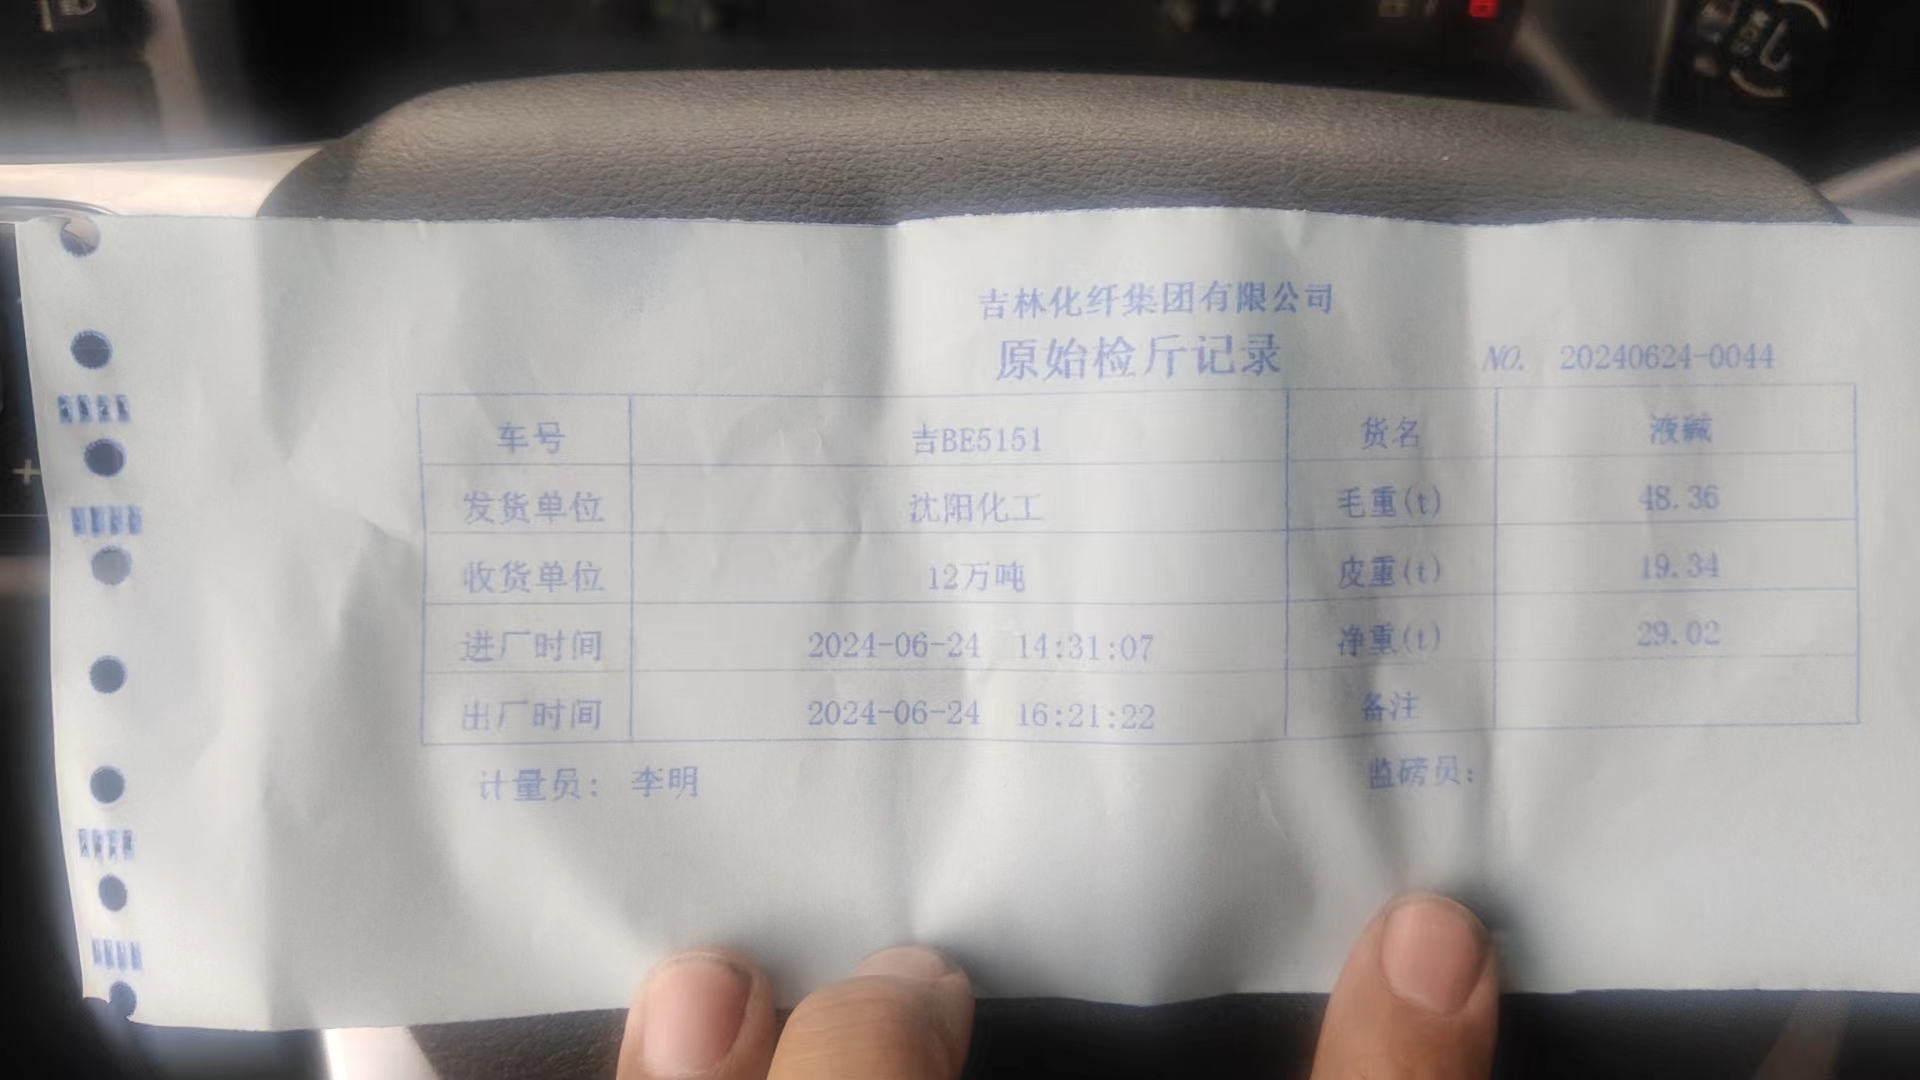 吉林化纤集团有限公司
原始检斤记录
NO. 20240624-0044
车号 吉BE5151 货名 液碱
发货单位 沈阳化工 毛重(t) 48.36
收货单位 12万吨 皮重(t) 19.34
进厂时间 2024-06-24 14:31:07 净重(t) 29.02
出厂时间 2024-06-24 16:21:22 备注
计量员: 李明 监磅员: